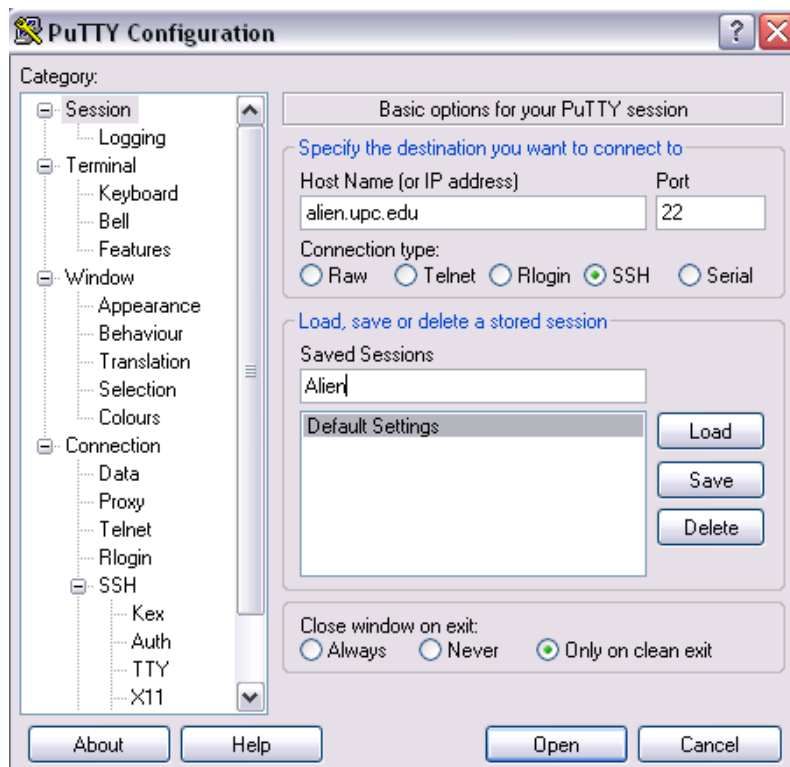 PuTTY Configuration
Category:
Session
Logging
Terminal
Keyboard
Bell
Features
Window
Appearance
Behaviour
Translation
Selection
Colours
Connection
Data
Proxy
Telnet
Rlogin
SSH
Kex
Auth
TTY
X11
Basic options for your PuTTY session
Specify the destination you want to connect to
Host Name (or IP address) Port
alien.upc.edu 22
Connection type:
Raw Telnet Rlogin SSH Serial
Load, save or delete a stored session
Saved Sessions
Alien
Default Settings
Load
Save
Delete
Close window on exit:
Always Never Only on clean exit
About Help Open Cancel